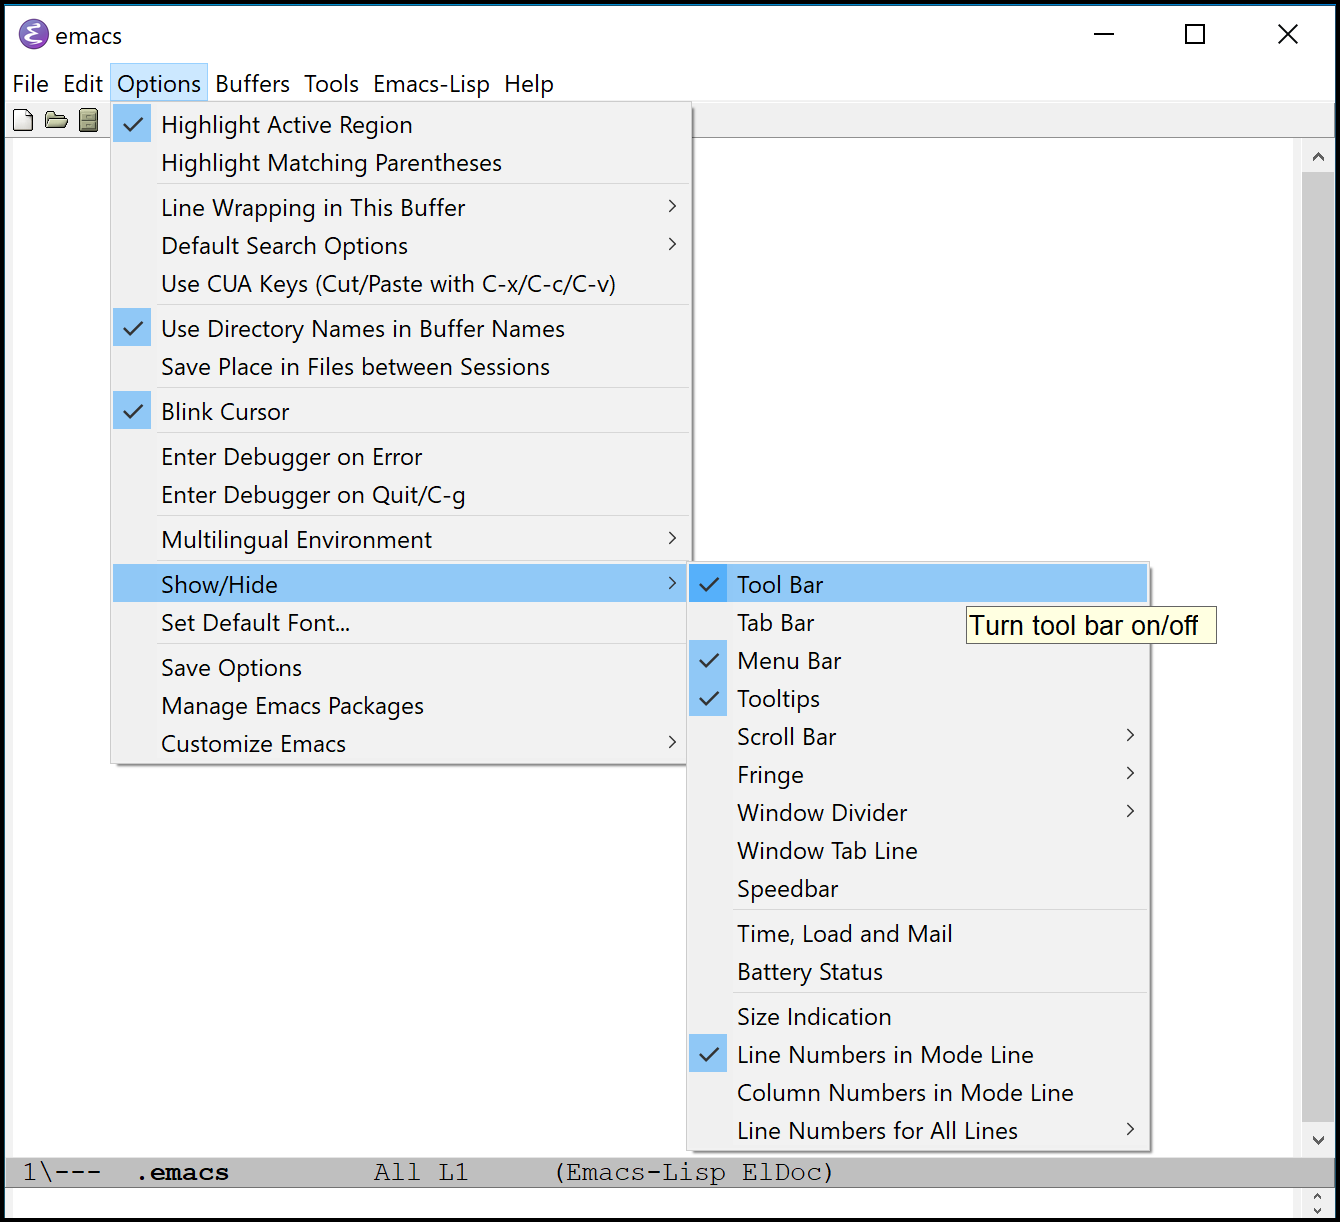 emacs
File Edit Options Buffers Tools Emacs-Lisp Help
Highlight Active Region
Highlight Matching Parentheses
Line Wrapping in This Buffer
Default Search Options
Use CUA Keys (Cut/Paste with C-x/C-c/C-v)
Use Directory Names in Buffer Names
Save Place in Files between Sessions
Blink Cursor
Enter Debugger on Error
Enter Debugger on Quit/C-g
Multilingual Environment
Show/Hide
Set Default Font...
Save Options
Manage Emacs Packages
Customize Emacs
Tool Bar
Tab Bar
Turn tool bar on/off
Menu Bar
Tooltips
Scroll Bar
Fringe
Window Divider
Window Tab Line
Speedbar
Time, Load and Mail
Battery Status
Size Indication
Line Numbers in Mode Line
Column Numbers in Mode Line
Line Numbers for All Lines
1\--- .emacs All L1 (Emacs-Lisp ElDoc)